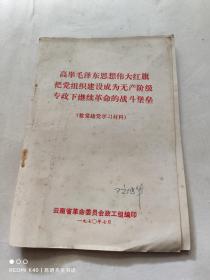 高举毛泽东思想伟大红旗
把党组织建设成为无产阶级
专政下继续革命的战斗堡垒
(整党建党学习材料)
云南省革命委员会政工组编印
一九七〇年七月